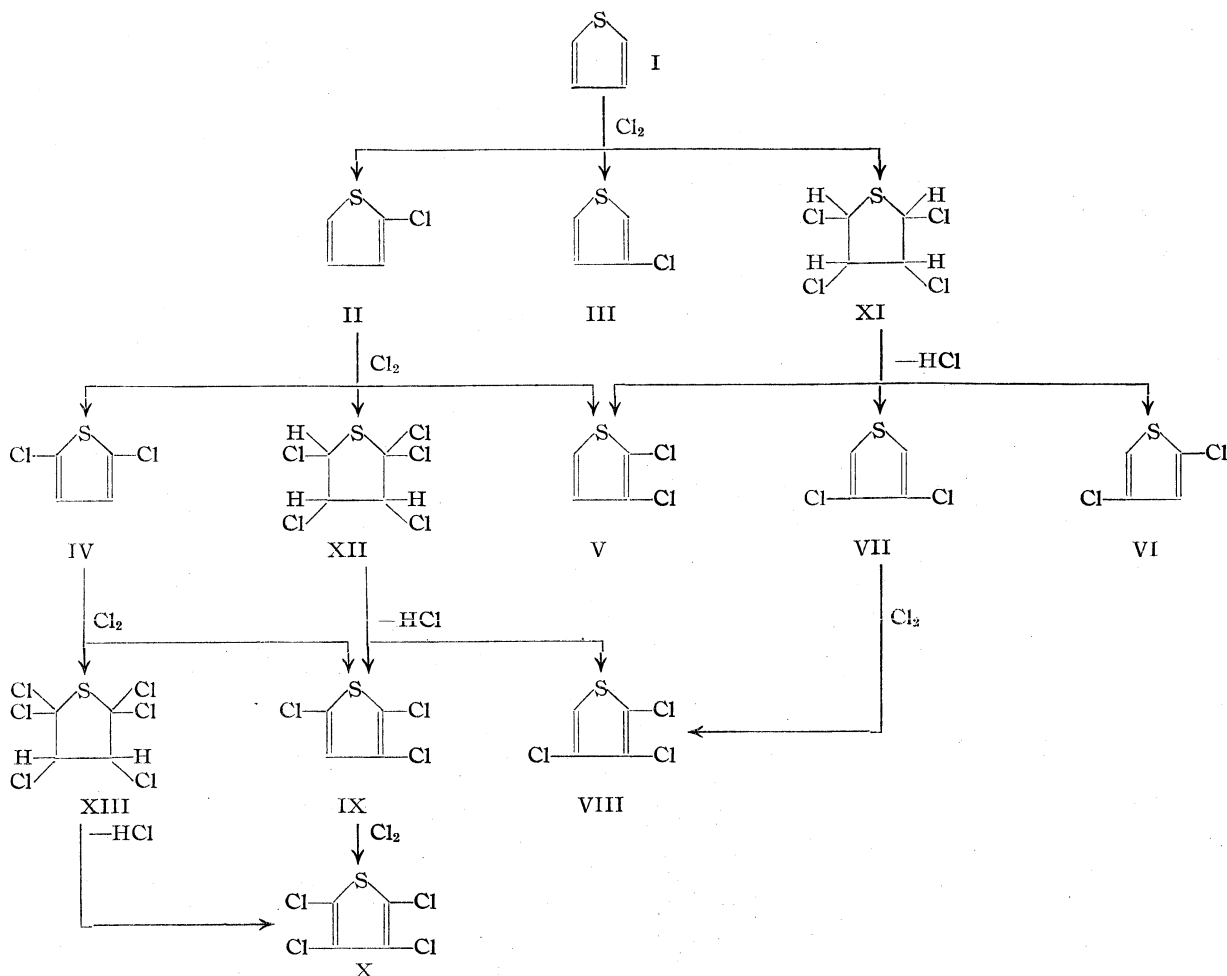 S
I
Cl₂
S
Cl
S
Cl
H S H
Cl Cl
H H
Cl Cl
II III XI
Cl₂ —HCl
Cl S Cl
H S Cl
Cl Cl
H H
Cl Cl
S Cl
Cl
S
Cl Cl
S Cl
Cl
IV XII V VII VI
Cl₂ —HCl Cl₂
Cl S Cl
Cl Cl
H H
Cl Cl
Cl S Cl
Cl
S Cl
Cl Cl
XIII IX VIII
—HCl Cl₂
Cl S Cl
Cl Cl
X